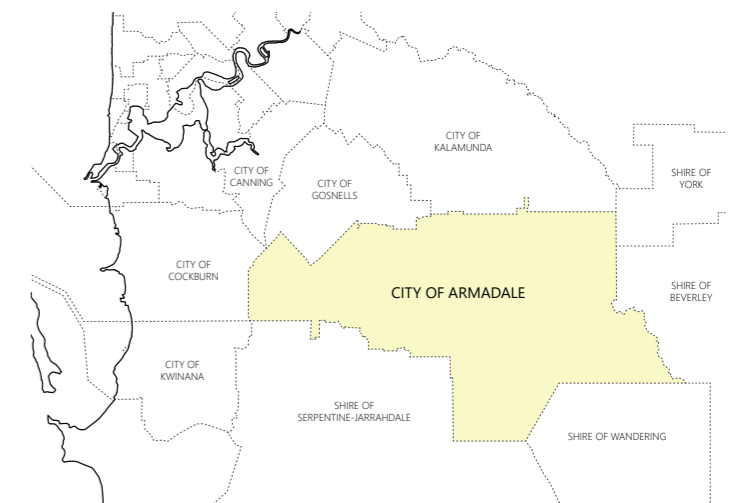 CITY OF
KALAMUNDA
CITY OF
CANNING
CITY OF
GOSNELLS
SHIRE OF
YORK
CITY OF
COCKBURN
CITY OF ARMADALE
SHIRE OF
BEVERLEY
CITY OF
KWINANA
SHIRE OF
SERPENTINE-JARRAHDALE
SHIRE OF WANDERING